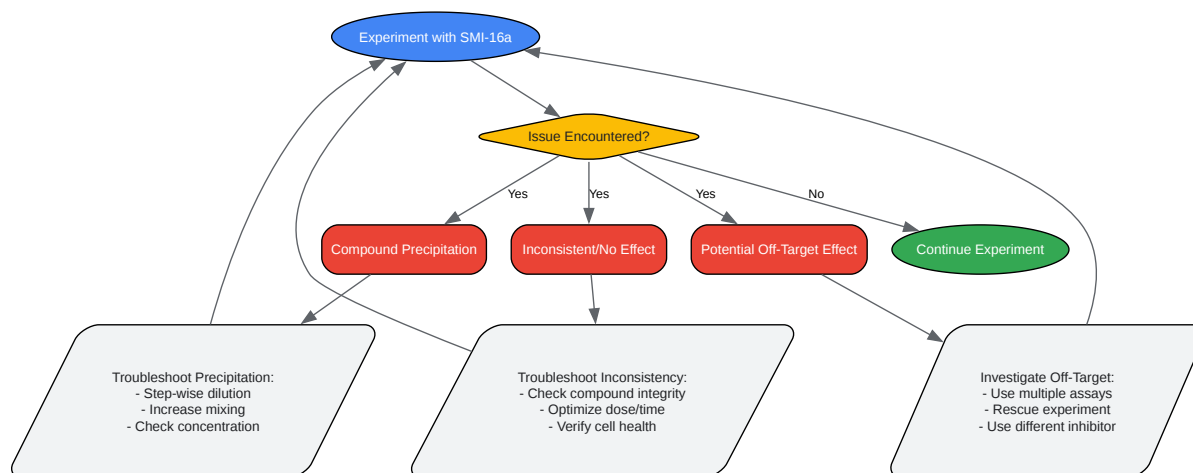 Experiment with SMI-16a
Issue Encountered?
Yes
Yes
Yes
No
Compound Precipitation
Inconsistent/No Effect
Potential Off-Target Effect
Continue Experiment
Troubleshoot Precipitation:
- Step-wise dilution
- Increase mixing
- Check concentration
Troubleshoot Inconsistency:
- Check compound integrity
- Optimize dose/time
- Verify cell health
Investigate Off-Target:
- Use multiple assays
- Rescue experiment
- Use different inhibitor